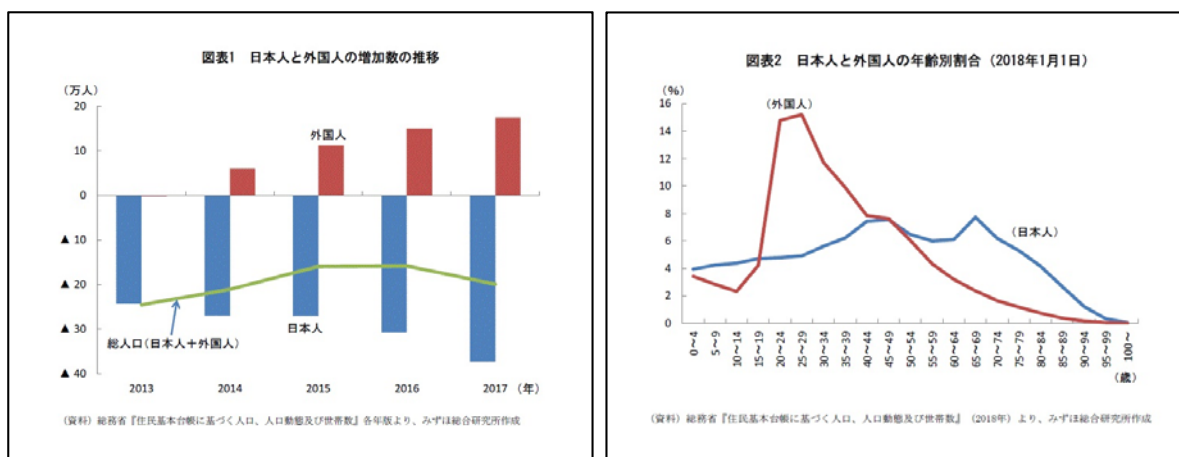 図表1 日本人と外国人の増加数の推移
(万人)
20
10
0
▲ 10
▲ 20
▲ 30
▲ 40
外国人
日本人
総人口(日本人+外国人)
2013 2014 2015 2016 2017 (年)
(資料) 総務省『住民基本台帳に基づく人口、人口動態及び世帯数』各年版より、みずほ総合研究所作成
図表2 日本人と外国人の年齢別割合 (2018年1月1日)
(%)
16
14
12
10
8
6
4
2
0
(外国人)
(日本人)
0~4 5~9 10~14 15~19 20~24 25~29 30~34 35~39 40~44 45~49 50~54 55~59 60~64 65~69 70~74 75~79 80~84 85~89 90~94 95~99 100~
(歳)
(資料) 総務省『住民基本台帳に基づく人口、人口動態及び世帯数』(2018年) より、みずほ総合研究所作成